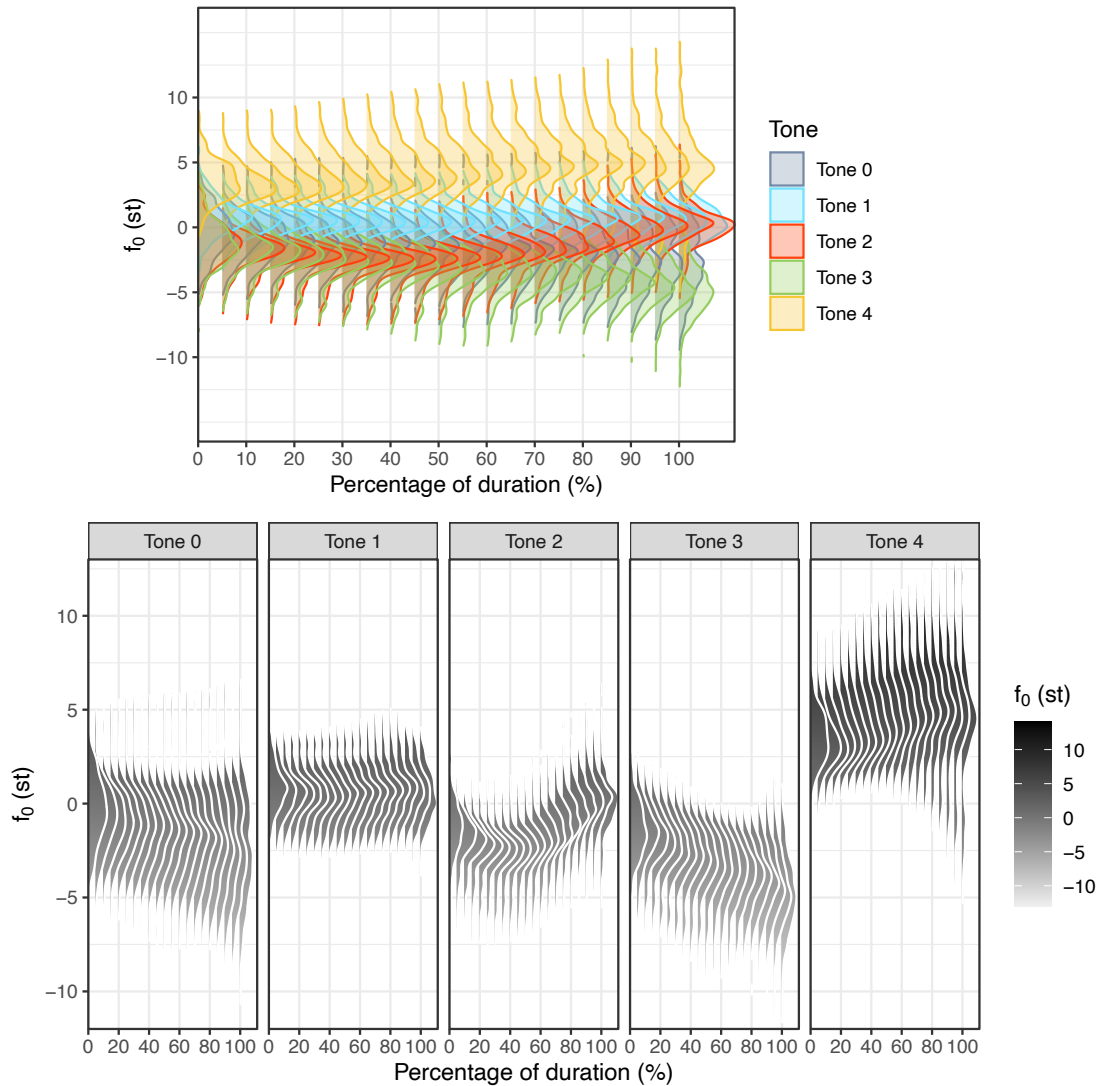 10
5
0
−5
−10
f0 (st)
0 10 20 30 40 50 60 70 80 90 100
Percentage of duration (%)
Tone
Tone 0
Tone 1
Tone 2
Tone 3
Tone 4
Tone 0 Tone 1 Tone 2 Tone 3 Tone 4
10
5
0
−5
−10
f0 (st)
0 20 40 60 80 100 0 20 40 60 80 100 0 20 40 60 80 100 0 20 40 60 80 100 0 20 40 60 80 100
Percentage of duration (%)
f0 (st)
10
5
0
−5
−10